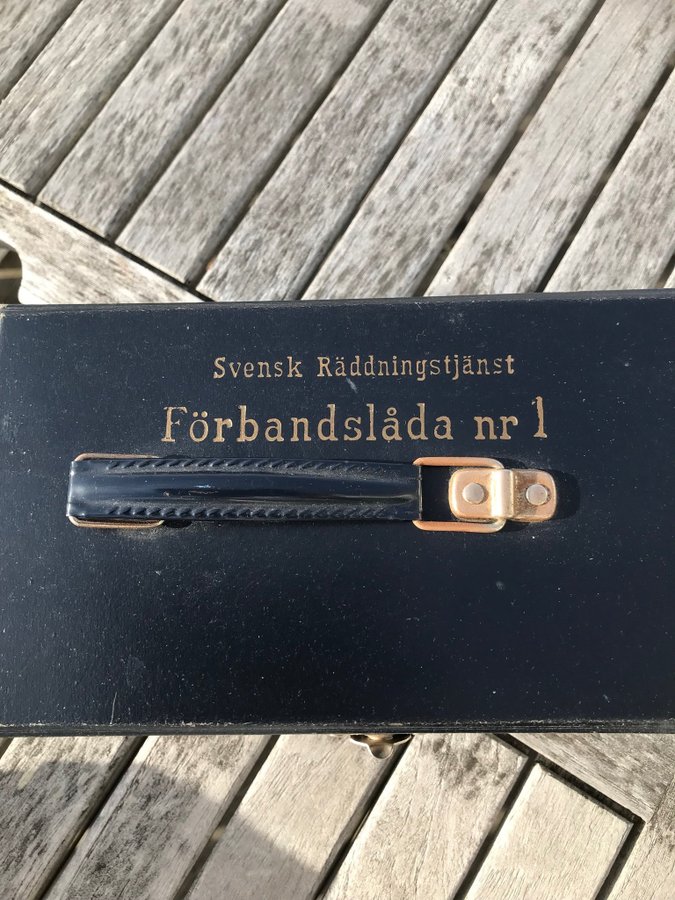 Svensk Räddningstjänst
Förbandslåda nr 1